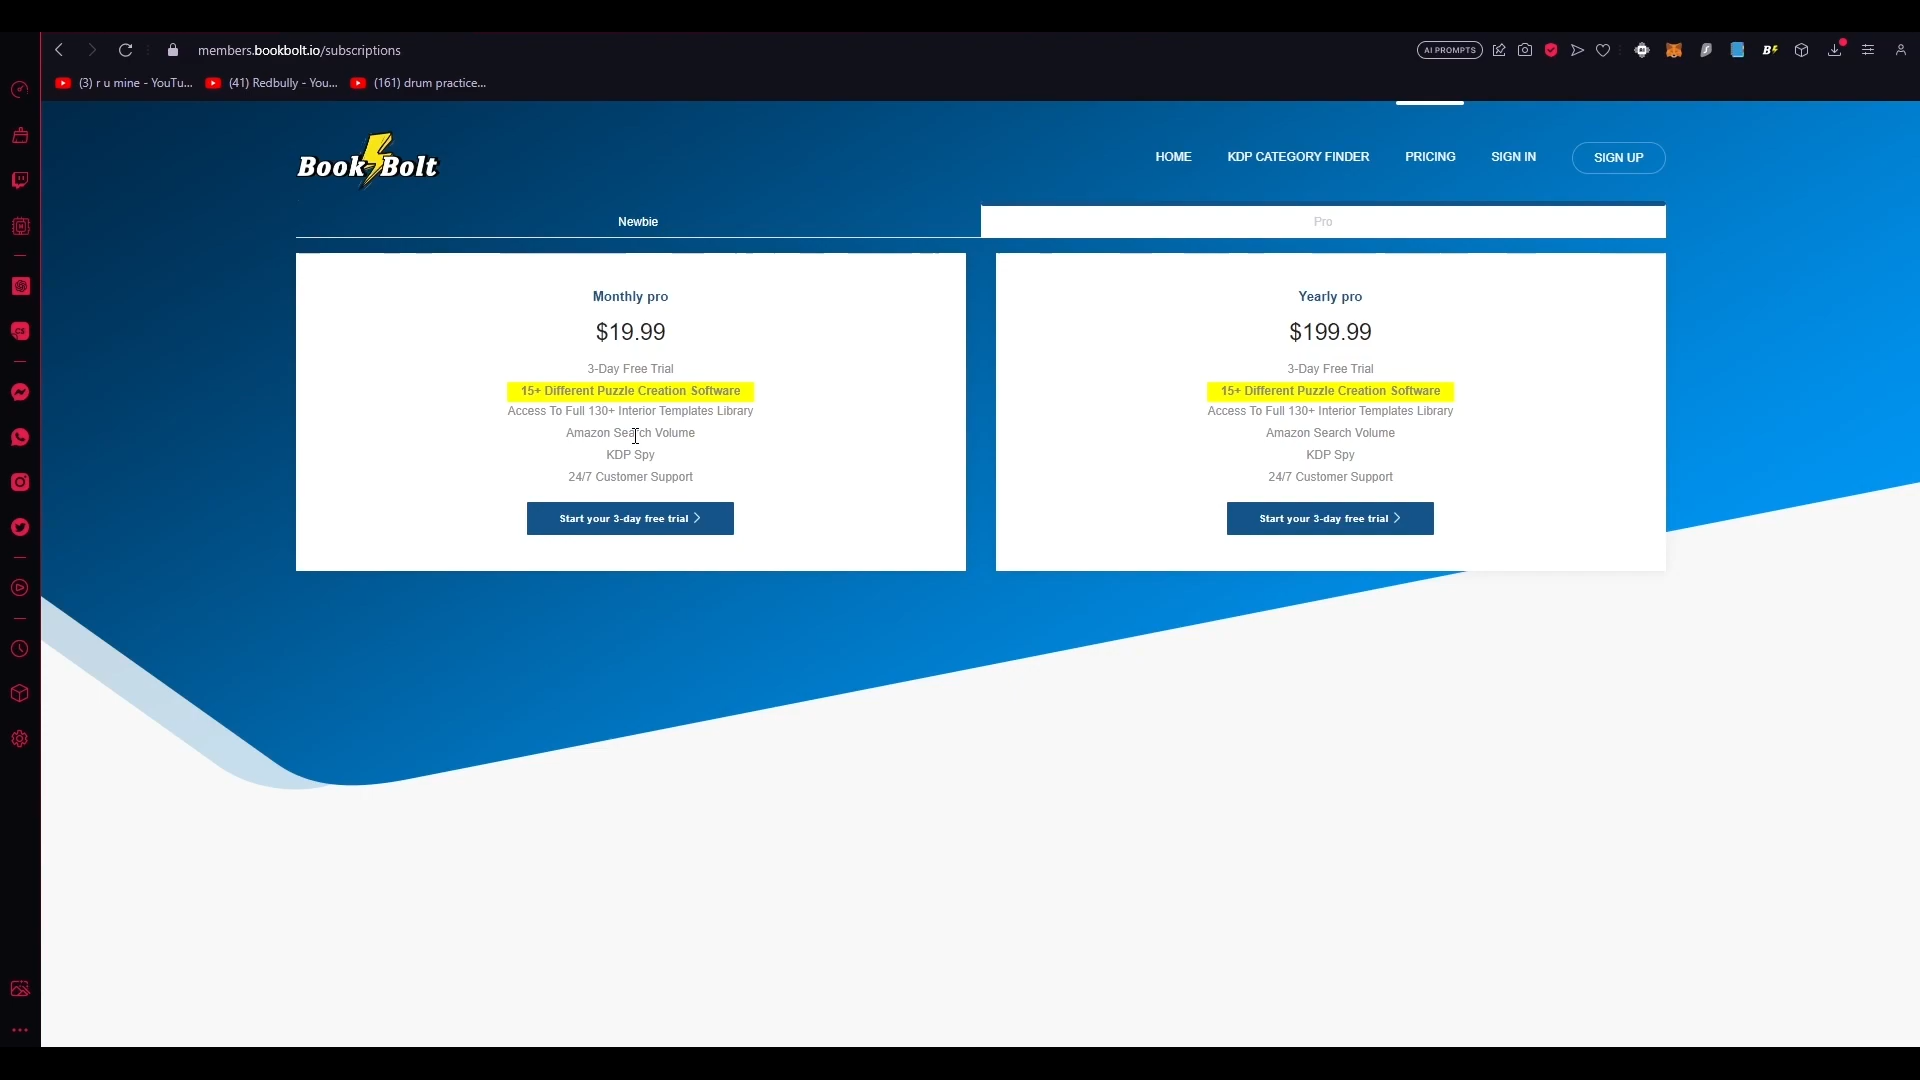 members.bookbolt.io/subscriptions
AI PROMPTS
B
(3) r u mine - YouTu...
(41) Redbully - You...
(161) drum practice...
Book Bolt
HOME
KDP CATEGORY FINDER
PRICING
SIGN IN
SIGN UP
Newbie
Pro
Monthly pro
$19.99
3-Day Free Trial
15+ Different Puzzle Creation Software
Access To Full 130+ Interior Templates Library
Amazon Search Volume
KDP Spy
24/7 Customer Support
Start your 3-day free trial
Yearly pro
$199.99
3-Day Free Trial
15+ Different Puzzle Creation Software
Access To Full 130+ Interior Templates Library
Amazon Search Volume
KDP Spy
24/7 Customer Support
Start your 3-day free trial